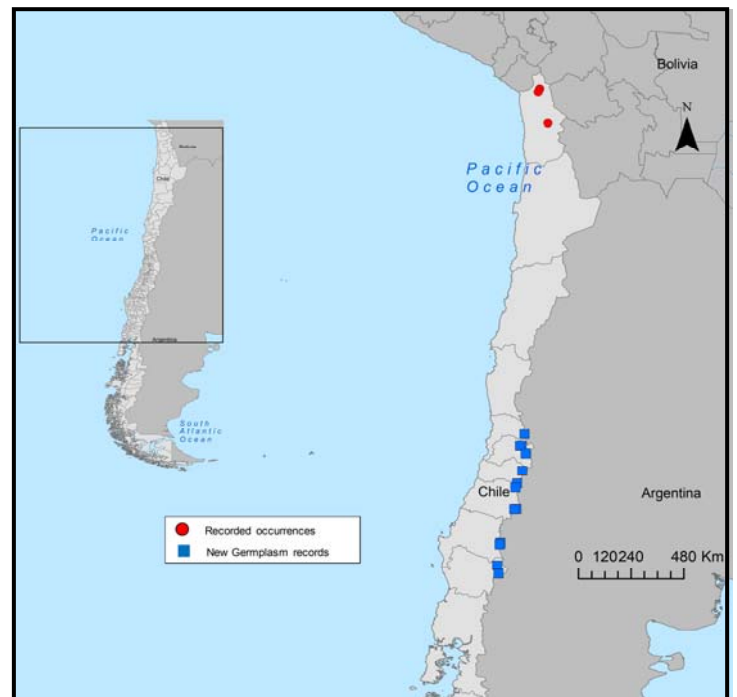 Bolivia
N
Pacific
Ocean
Chile
Pacific
Ocean
Argentina
South
Atlantic
Ocean
Chile
Argentina
Recorded occurrences
New Germplasm records
0 120240 480 Km